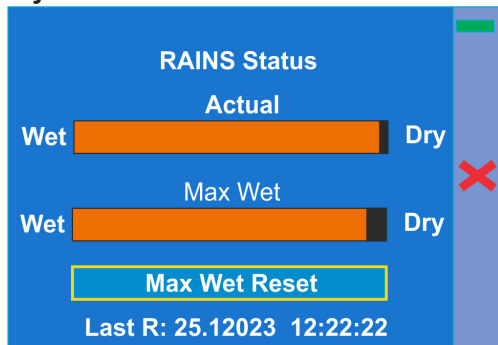 RAINS Status
Actual
Wet Dry
Max Wet
Wet Dry
Max Wet Reset
Last R: 25.12023 12:22:22